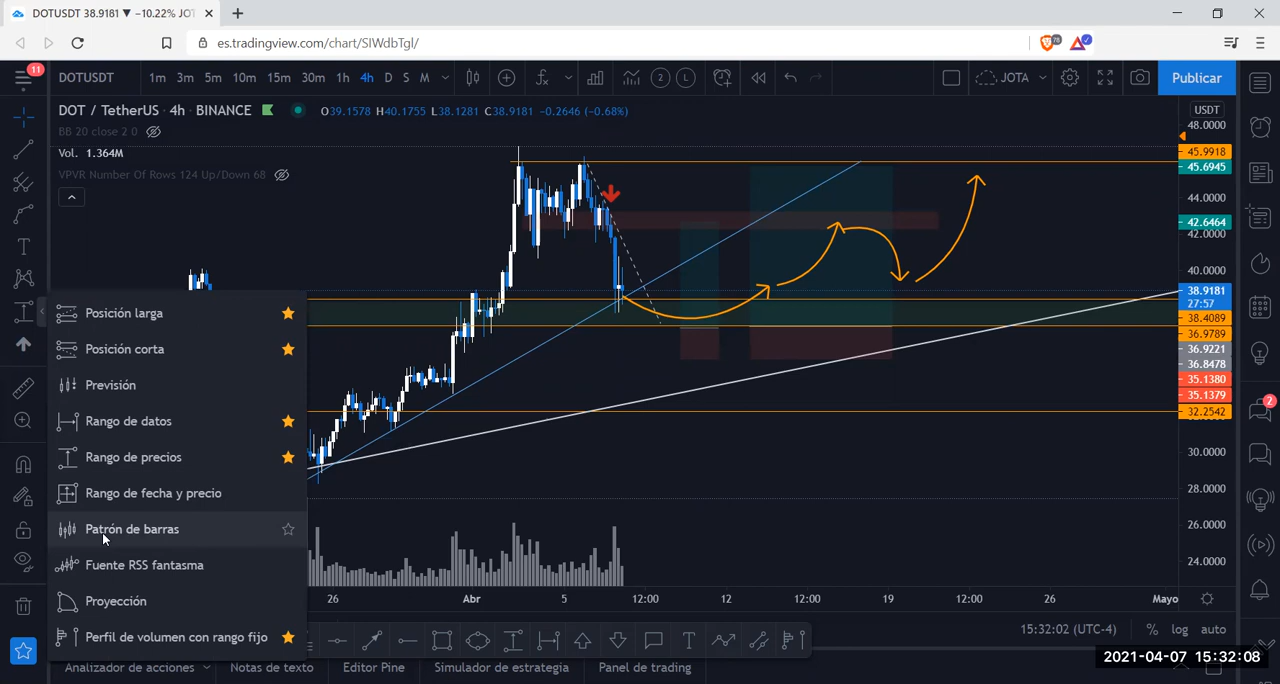 DOTUSDT 38.9181 ▼ −10.22% JOT
es.tradingview.com/chart/SIWdbTgl/
78
11
DOTUSDT
1m 3m 5m 10m 15m 30m 1h 4h D S M
2 L
JOTA
Publicar
DOT / TetherUS · 4h · BINANCE
O39.1578 H40.1755 L38.1281 C38.9181 −0.2646 (−0.68%)
BB 20 close 2 0
Vol. 1.364M
VPVR Number Of Rows 124 Up/Down 68
USDT
48.0000
45.9918
45.6945
44.0000
42.6464
42.0000
40.0000
38.9181
27:57
38.4089
36.9789
36.9221
36.8478
35.1380
35.1379
32.2542
30.0000
28.0000
26.0000
24.0000
2
Posición larga
Posición corta
Previsión
Rango de datos
Rango de precios
Rango de fecha y precio
Patrón de barras
Fuente RSS fantasma
Proyección
Perfil de volumen con rango fijo
26 Abr 5 12:00 12 12:00 19 12:00 26 Mayo
15:32:02 (UTC-4) % log auto
Analizador de acciones Notas de texto Editor Pine Simulador de estrategia Panel de trading
2021-04-07 15:32:08